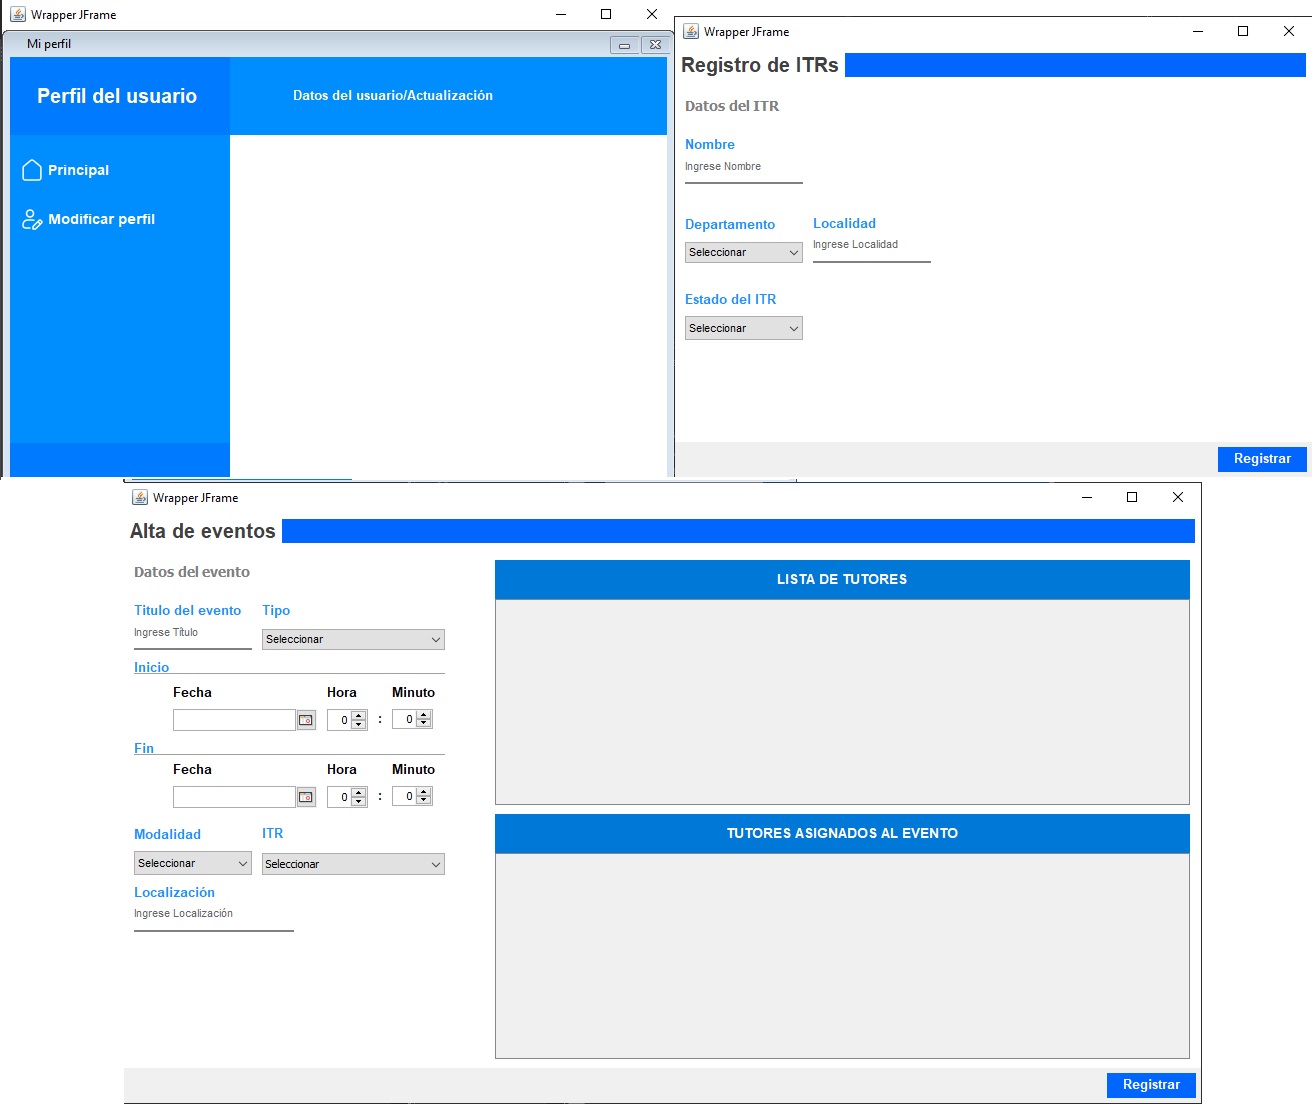 Wrapper JFrame
Mi perfil
Perfil del usuario
Datos del usuario/Actualización
Principal
Modificar perfil
Wrapper JFrame
Registro de ITRs
Datos del ITR
Nombre
Ingrese Nombre
Departamento Localidad
Seleccionar Ingrese Localidad
Estado del ITR
Seleccionar
Registrar
Wrapper JFrame
Alta de eventos
Datos del evento
Titulo del evento Tipo
Ingrese Título Seleccionar
Inicio
Fecha Hora Minuto
0 : 0
Fin
Fecha Hora Minuto
0 : 0
Modalidad ITR
Seleccionar Seleccionar
Localización
Ingrese Localización
LISTA DE TUTORES
TUTORES ASIGNADOS AL EVENTO
Registrar